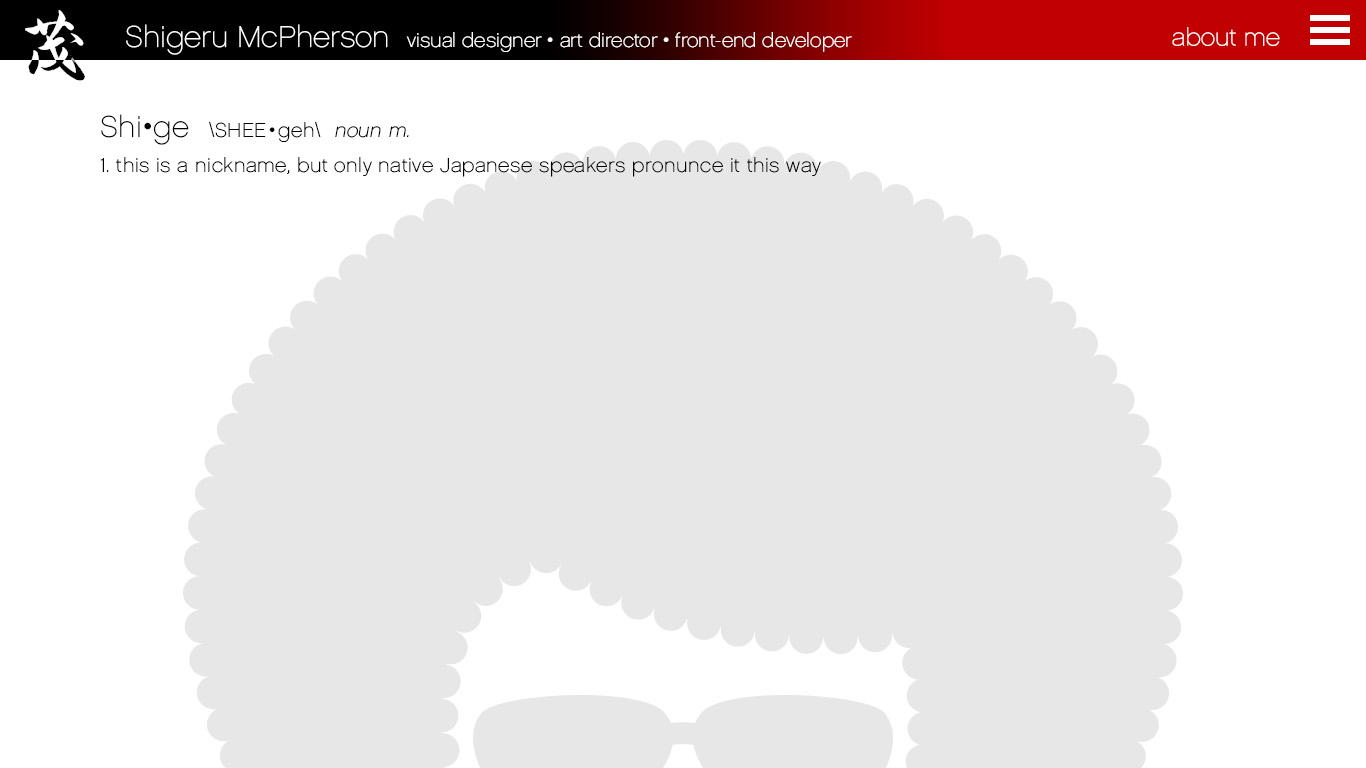 茂
Shigeru McPherson visual designer • art director • front-end developer
about me
Shi•ge \SHEE•geh\ noun m.
1. this is a nickname, but only native Japanese speakers pronunce it this way